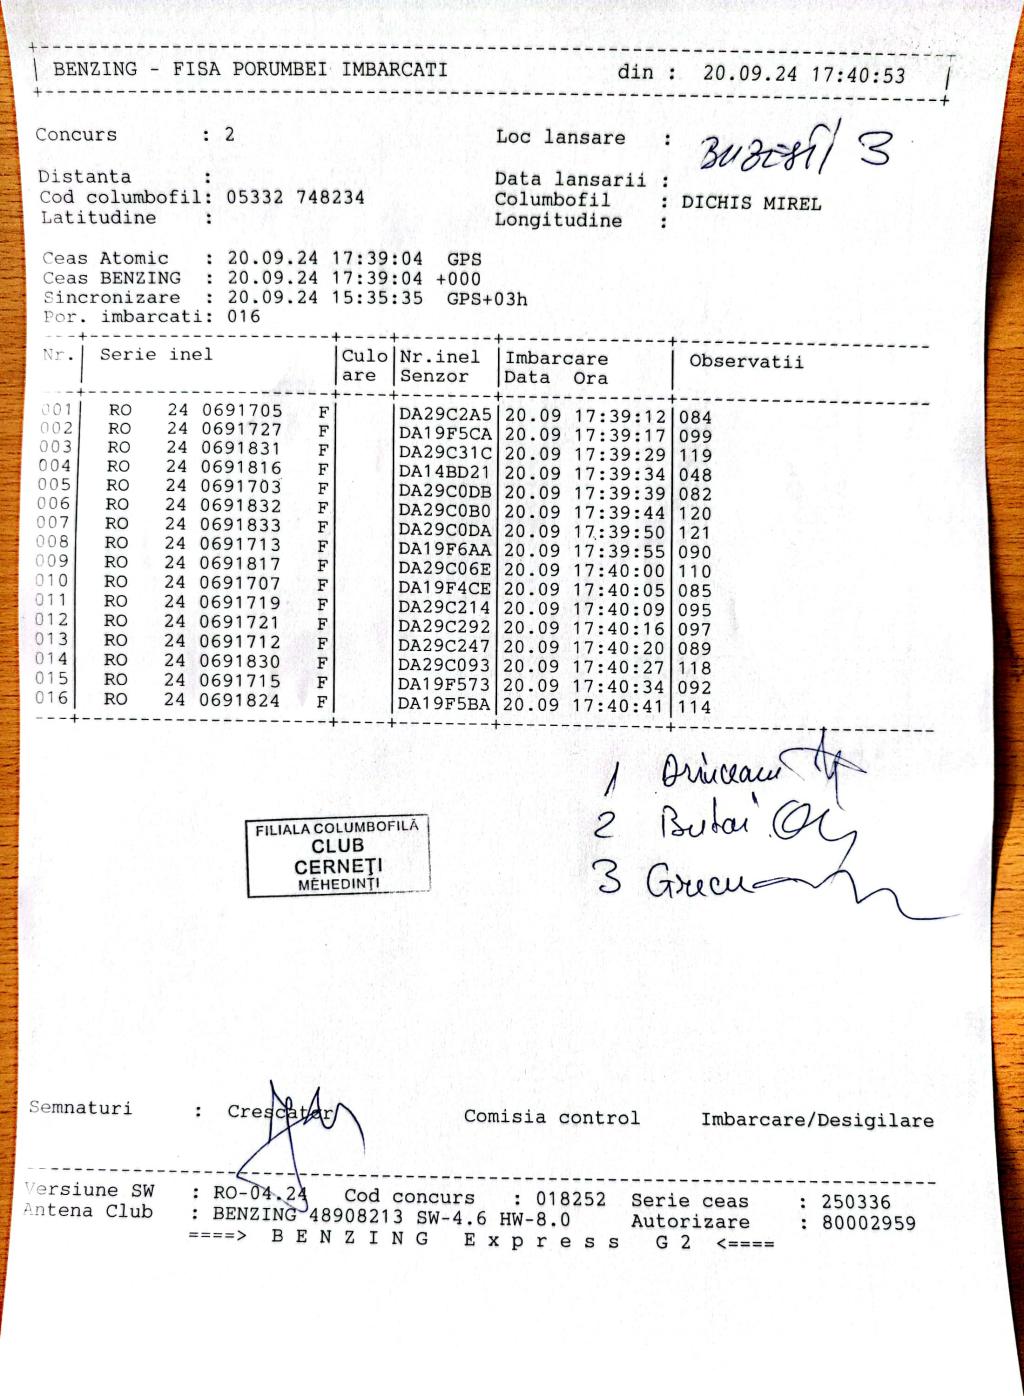 BENZING - FISA PORUMBEI IMBARCATI din : 20.09.24 17:40:53
Concurs : 2 Loc lansare : 3
Distanta : Data lansarii :
Cod columbofil: 05332 748234 Columbofil : DICHIS MIREL
Latitudine : Longitudine :
Ceas Atomic : 20.09.24 17:39:04 GPS
Ceas BENZING : 20.09.24 17:39:04 +000
Sincronizare : 20.09.24 15:35:35 GPS+03h
Por. imbarcati: 016
Nr. Serie inel Culo Nr.inel Imbarcare Observatii
are Senzor Data Ora
001 RO 24 0691705 F DA29C2A5 20.09 17:39:12 084
002 RO 24 0691727 F DA19F5CA 20.09 17:39:17 099
003 RO 24 0691831 F DA29C31C 20.09 17:39:29 119
004 RO 24 0691816 F DA14BD21 20.09 17:39:34 048
005 RO 24 0691703 F DA29C0DB 20.09 17:39:39 082
006 RO 24 0691832 F DA29C0B0 20.09 17:39:44 120
007 RO 24 0691833 F DA29C0DA 20.09 17:39:50 121
008 RO 24 0691713 F DA19F6AA 20.09 17:39:55 090
009 RO 24 0691817 F DA29C06E 20.09 17:40:00 110
010 RO 24 0691707 F DA19F4CE 20.09 17:40:05 085
011 RO 24 0691719 F DA29C214 20.09 17:40:09 095
012 RO 24 0691721 F DA29C292 20.09 17:40:16 097
013 RO 24 0691712 F DA29C247 20.09 17:40:20 089
014 RO 24 0691830 F DA29C093 20.09 17:40:27 118
015 RO 24 0691715 F DA19F573 20.09 17:40:34 092
016 RO 24 0691824 F DA19F5BA 20.09 17:40:41 114
1
2 Butoi
3 Grecu
FILIALA COLUMBOFILĂ
CLUB
CERNEŢI
MEHEDINŢI
Semnaturi : Crescator Comisia control Imbarcare/Desigilare
Versiune SW : RO-04.24 Cod concurs : 018252 Serie ceas : 250336
Antena Club : BENZING 48908213 SW-4.6 HW-8.0 Autorizare : 80002959
====> B E N Z I N G E x p r e s s G 2 <====